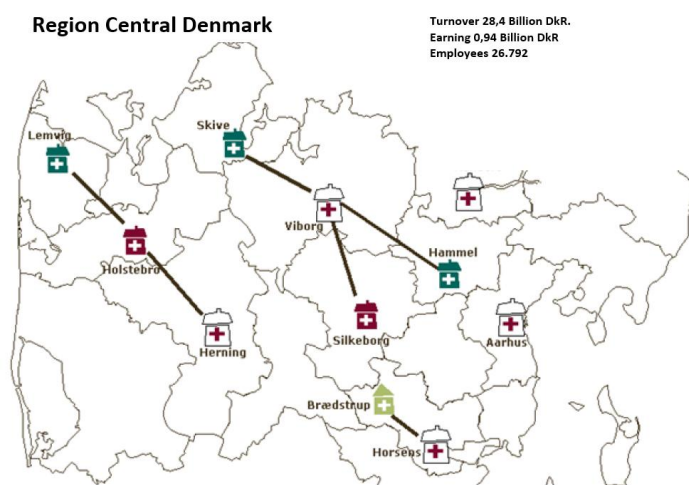 Region Central Denmark
Turnover 28,4 Billion DkR.
Earning 0,94 Billion DkR
Employees 26.792
Lemvig
Skive
Viborg
Holstebro
Hammel
Herning
Silkeborg
Aarhus
Brædstrup
Horsens